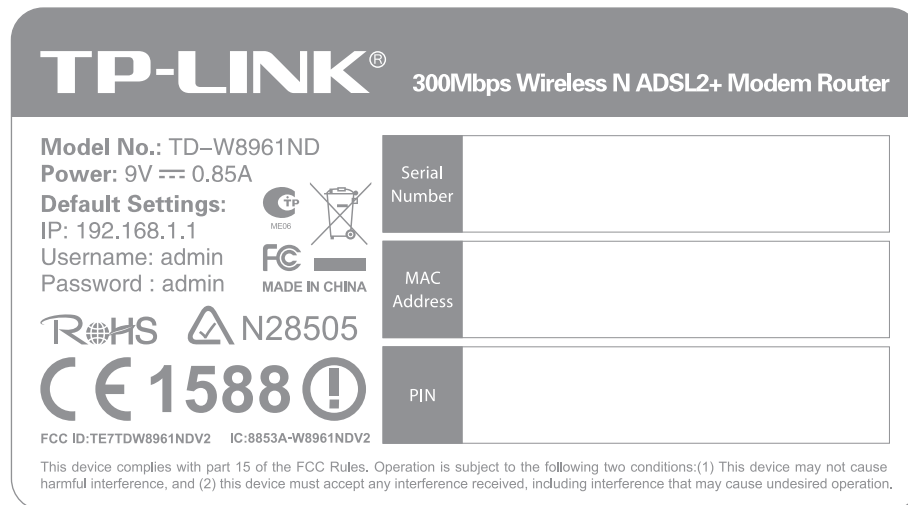 TP-LINK®
300Mbps Wireless N ADSL2+ Modem Router
Model No.: TD-W8961ND
Power: 9V 0.85A
Default Settings:
IP: 192.168.1.1
Username: admin
Password : admin
ME06
FC
MADE IN CHINA
RoHS
N28505
CE1588
FCC ID:TE7TDW8961NDV2 IC:8853A-W8961NDV2
Serial
Number
MAC
Address
PIN
This device complies with part 15 of the FCC Rules. Operation is subject to the following two conditions:(1) This device may not cause
harmful interference, and (2) this device must accept any interference received, including interference that may cause undesired operation.